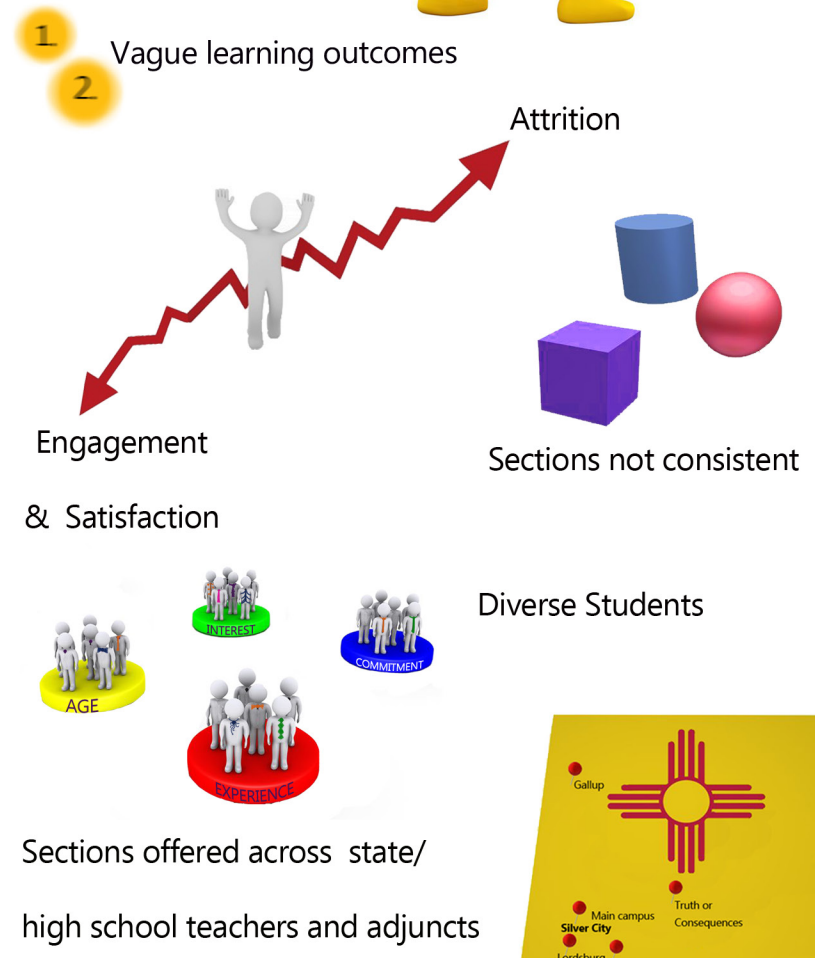 1
2
Vague learning outcomes
Attrition
Engagement
Sections not consistent
& Satisfaction
INTEREST
Diverse Students
COMMITMENT
AGE
EXPERIENCE
Gallup
Sections offered across state/
Truth or
Consequences
Main campus
Silver City
high school teachers and adjuncts